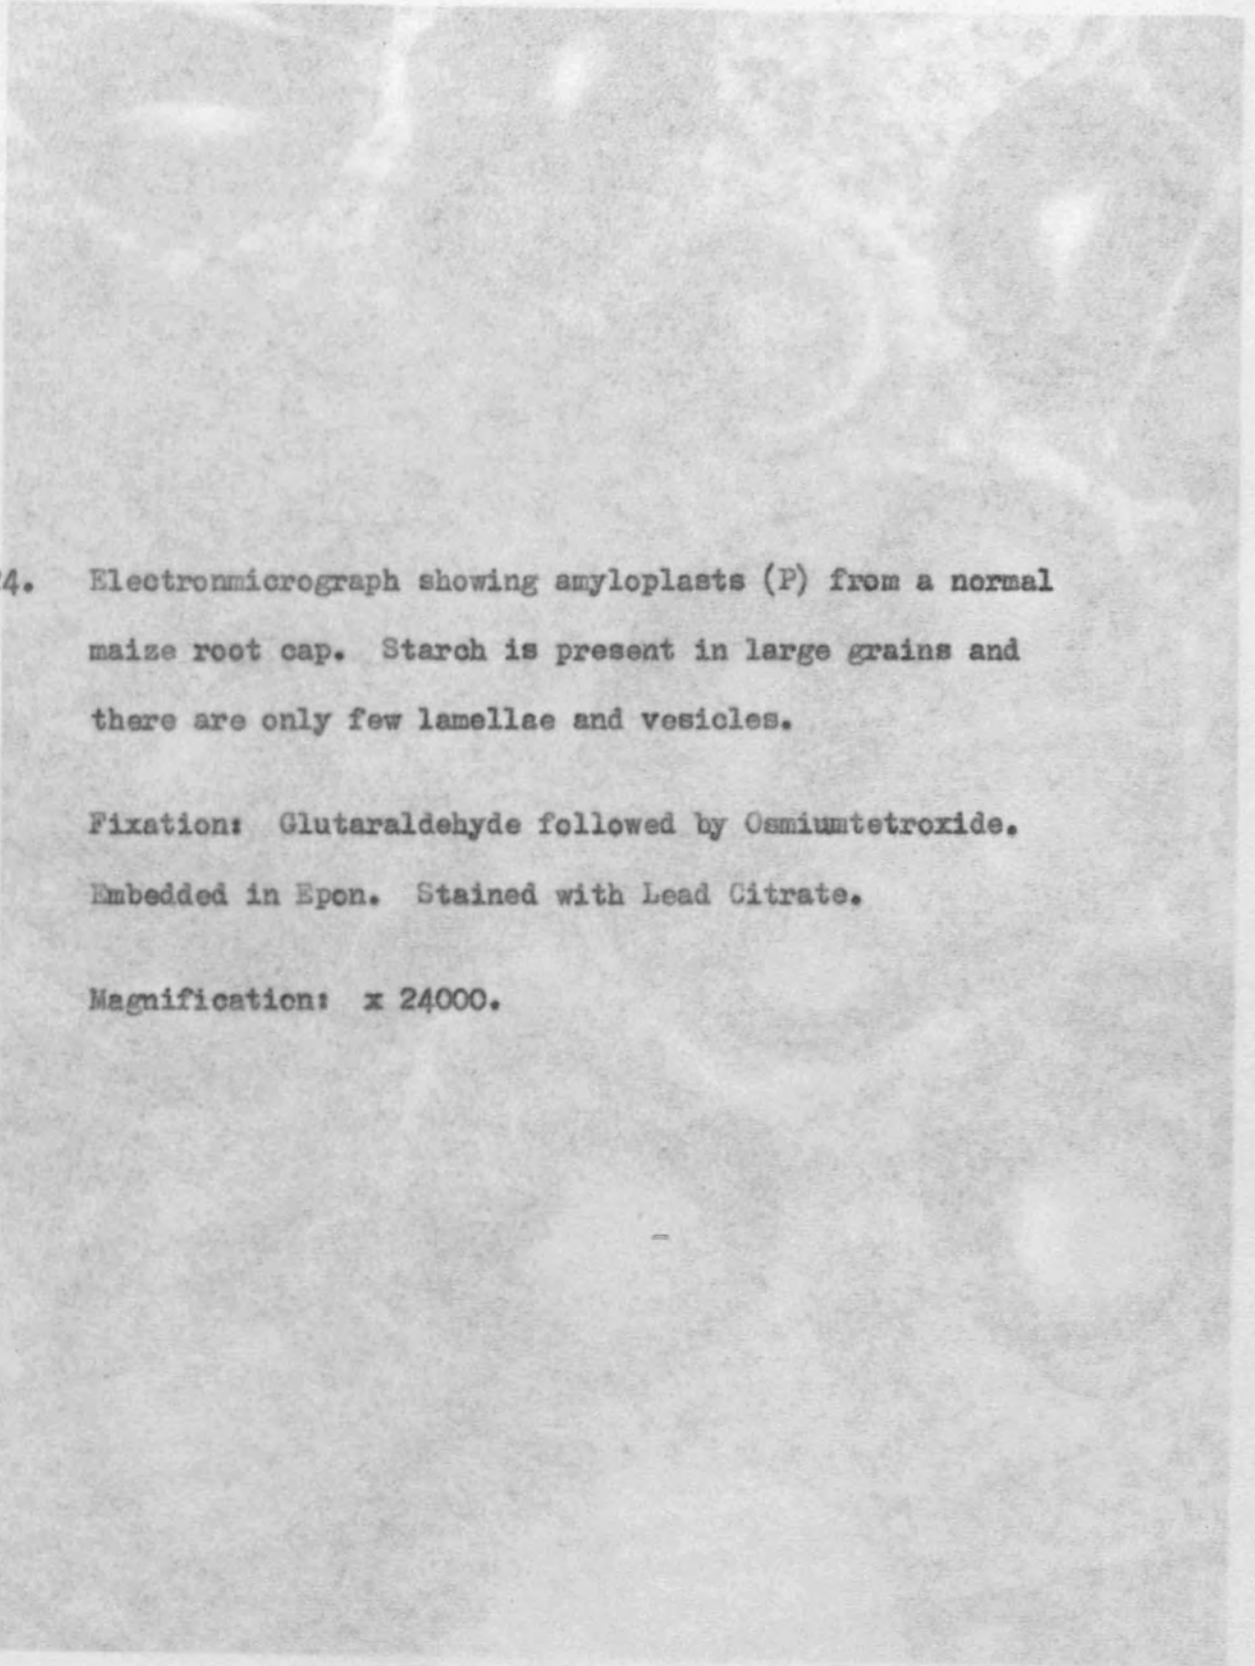 4. Electronmicrograph showing amyloplasts (P) from a normal
maize root cap. Starch is present in large grains and
there are only few lamellae and vesicles.
Fixation: Glutaraldehyde followed by Osmiumtetroxide.
Embedded in Epon. Stained with Lead Citrate.
Magnification: x 24000.